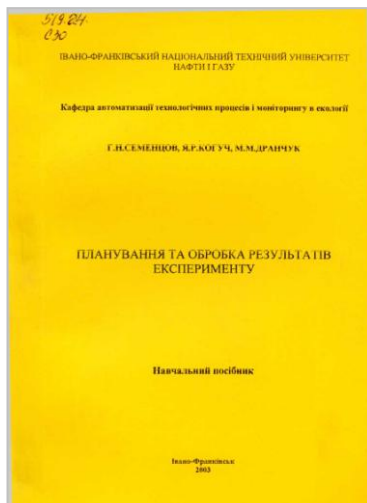 519.24
С30
ІВАНО-ФРАНКІВСЬКИЙ НАЦІОНАЛЬНИЙ ТЕХНІЧНИЙ УНІВЕРСИТЕТ
НАФТИ І ГАЗУ
Кафедра автоматизації технологічних процесів і моніторингу в екології
Г.Н.СЕМЕНЦОВ, Я.Р.КОГУЧ, М.М.ДРАНЧУК
ПЛАНУВАННЯ ТА ОБРОБКА РЕЗУЛЬТАТІВ
ЕКСПЕРИМЕНТУ
Навчальний посібник
Івано-Франківськ
2003